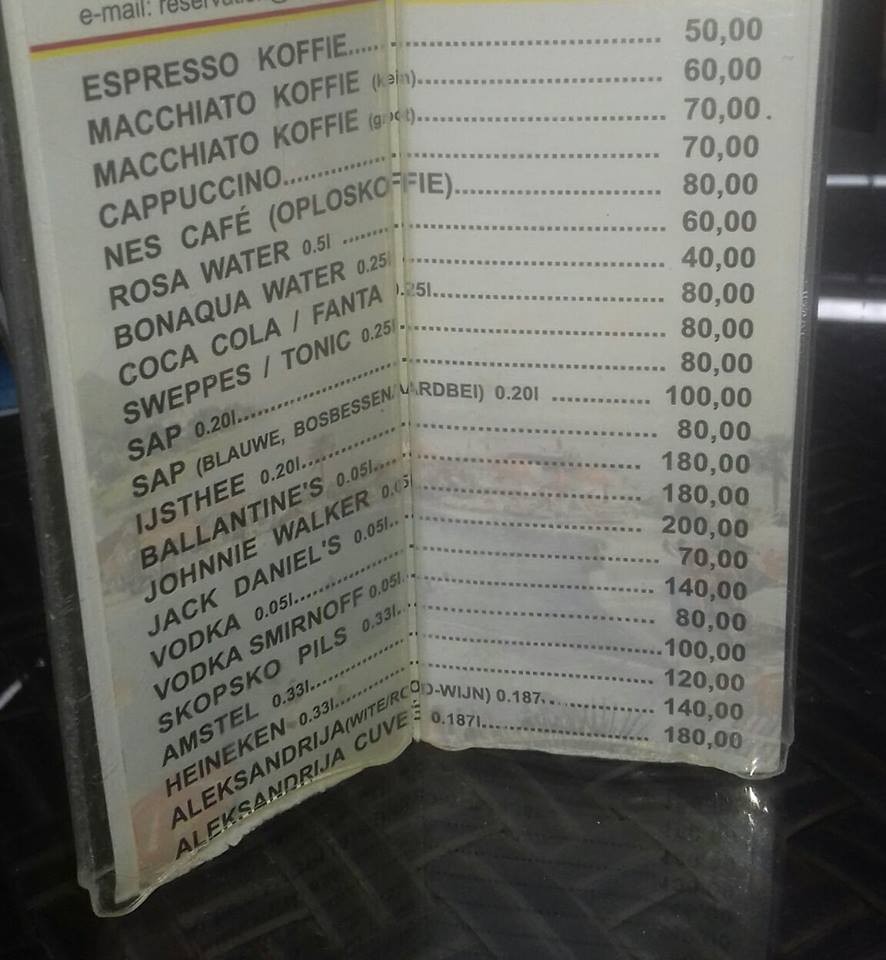 e-mail:
ESPRESSO KOFFIE..... 50,00
MACCHIATO KOFFIE (kein)..... 60,00
MACCHIATO KOFFIE (groot)..... 70,00.
CAPPUCCINO..... 70,00
NES CAFÉ (OPLOSKOFFIE)..... 80,00
ROSA WATER 0.5l ..... 60,00
BONAQUA WATER 0.25l ..... 40,00
COCA COLA / FANTA 0.25l..... 80,00
SWEPPES / TONIC 0.25l..... 80,00
SAP 0.20l..... 80,00
SAP (BLAUWE, BOSBESSEN/AARDBEI) 0.20l ..... 100,00
IJSTHEE 0.20l..... 80,00
BALLANTINE'S 0.05l..... 180,00
JOHNNIE WALKER 0.05l..... 180,00
JACK DANIEL'S 0.05l..... 200,00
VODKA 0.05l..... 70,00
VODKA SMIRNOFF 0.05l..... 140,00
SKOPSKO PILS 0.33l..... 80,00
AMSTEL 0.33l..... 100,00
HEINEKEN 0.33l..... 120,00
ALEKSANDRIJA(WITE/ROOD-WIJN) 0.187..... 140,00
ALEKSANDRIJA CUVEÉ 0.187l..... 180,00